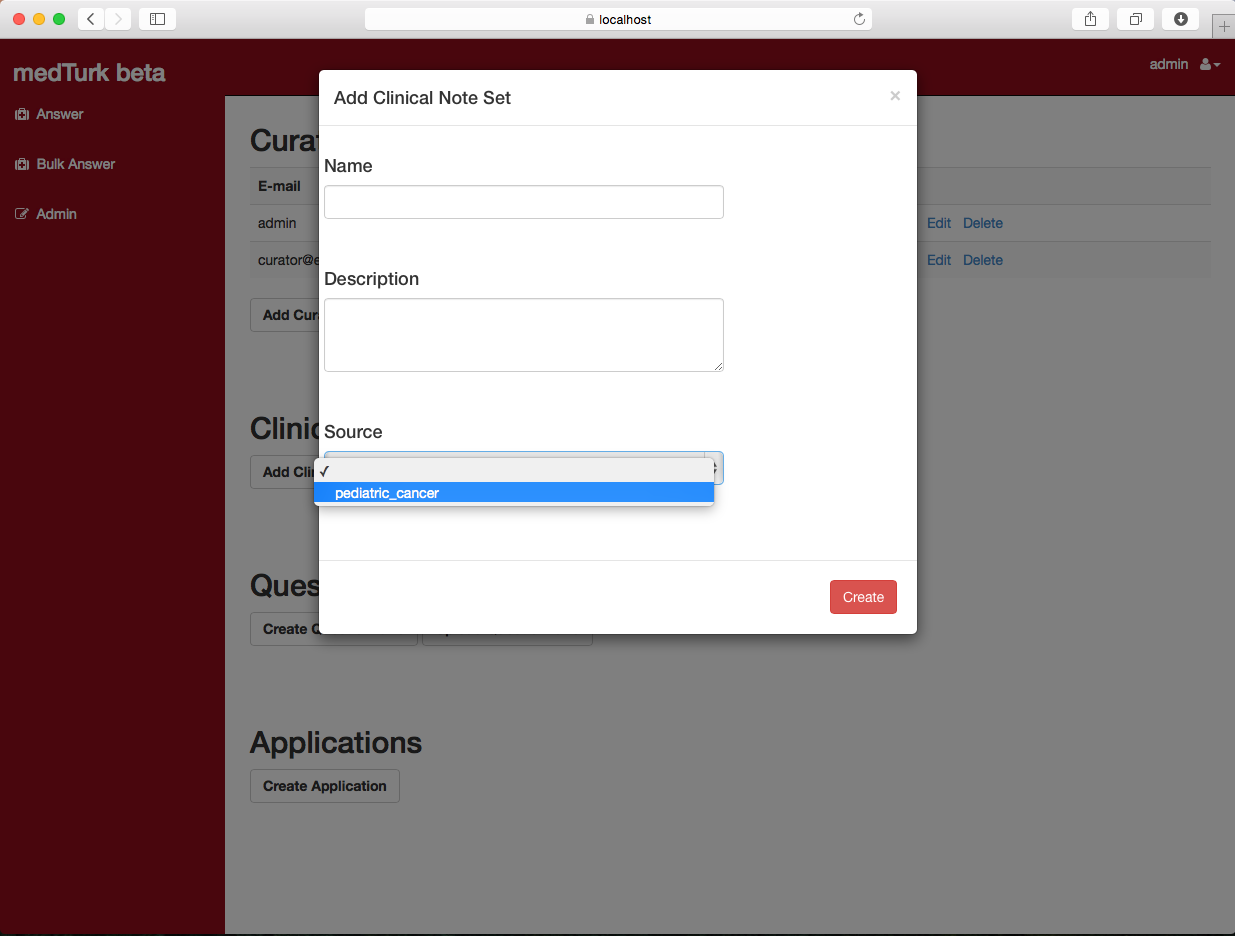 localhost
medTurk beta
admin
Answer
Bulk Answer
Admin
Add Clinical Note Set
×
Name
Description
Source
✓
pediatric_cancer
Create
Cura
E-mail
admin
Edit Delete
curator@e
Edit Delete
Add Cur
Clinic
Add Cli
Ques
Create
Applications
Create Application